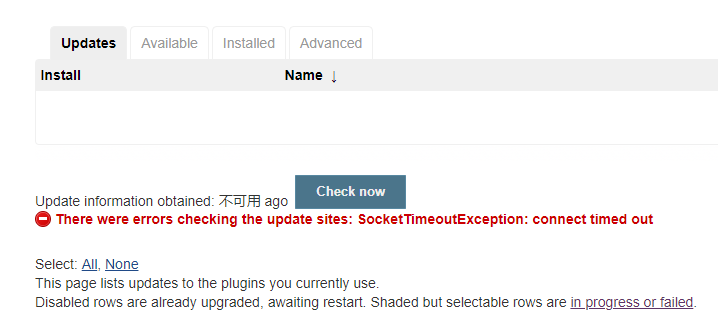 Updates Available Installed Advanced
Install Name ↓
Update information obtained: 不可用 ago Check now
There were errors checking the update sites: SocketTimeoutException: connect timed out
Select: All, None
This page lists updates to the plugins you currently use.
Disabled rows are already upgraded, awaiting restart. Shaded but selectable rows are in progress or failed.